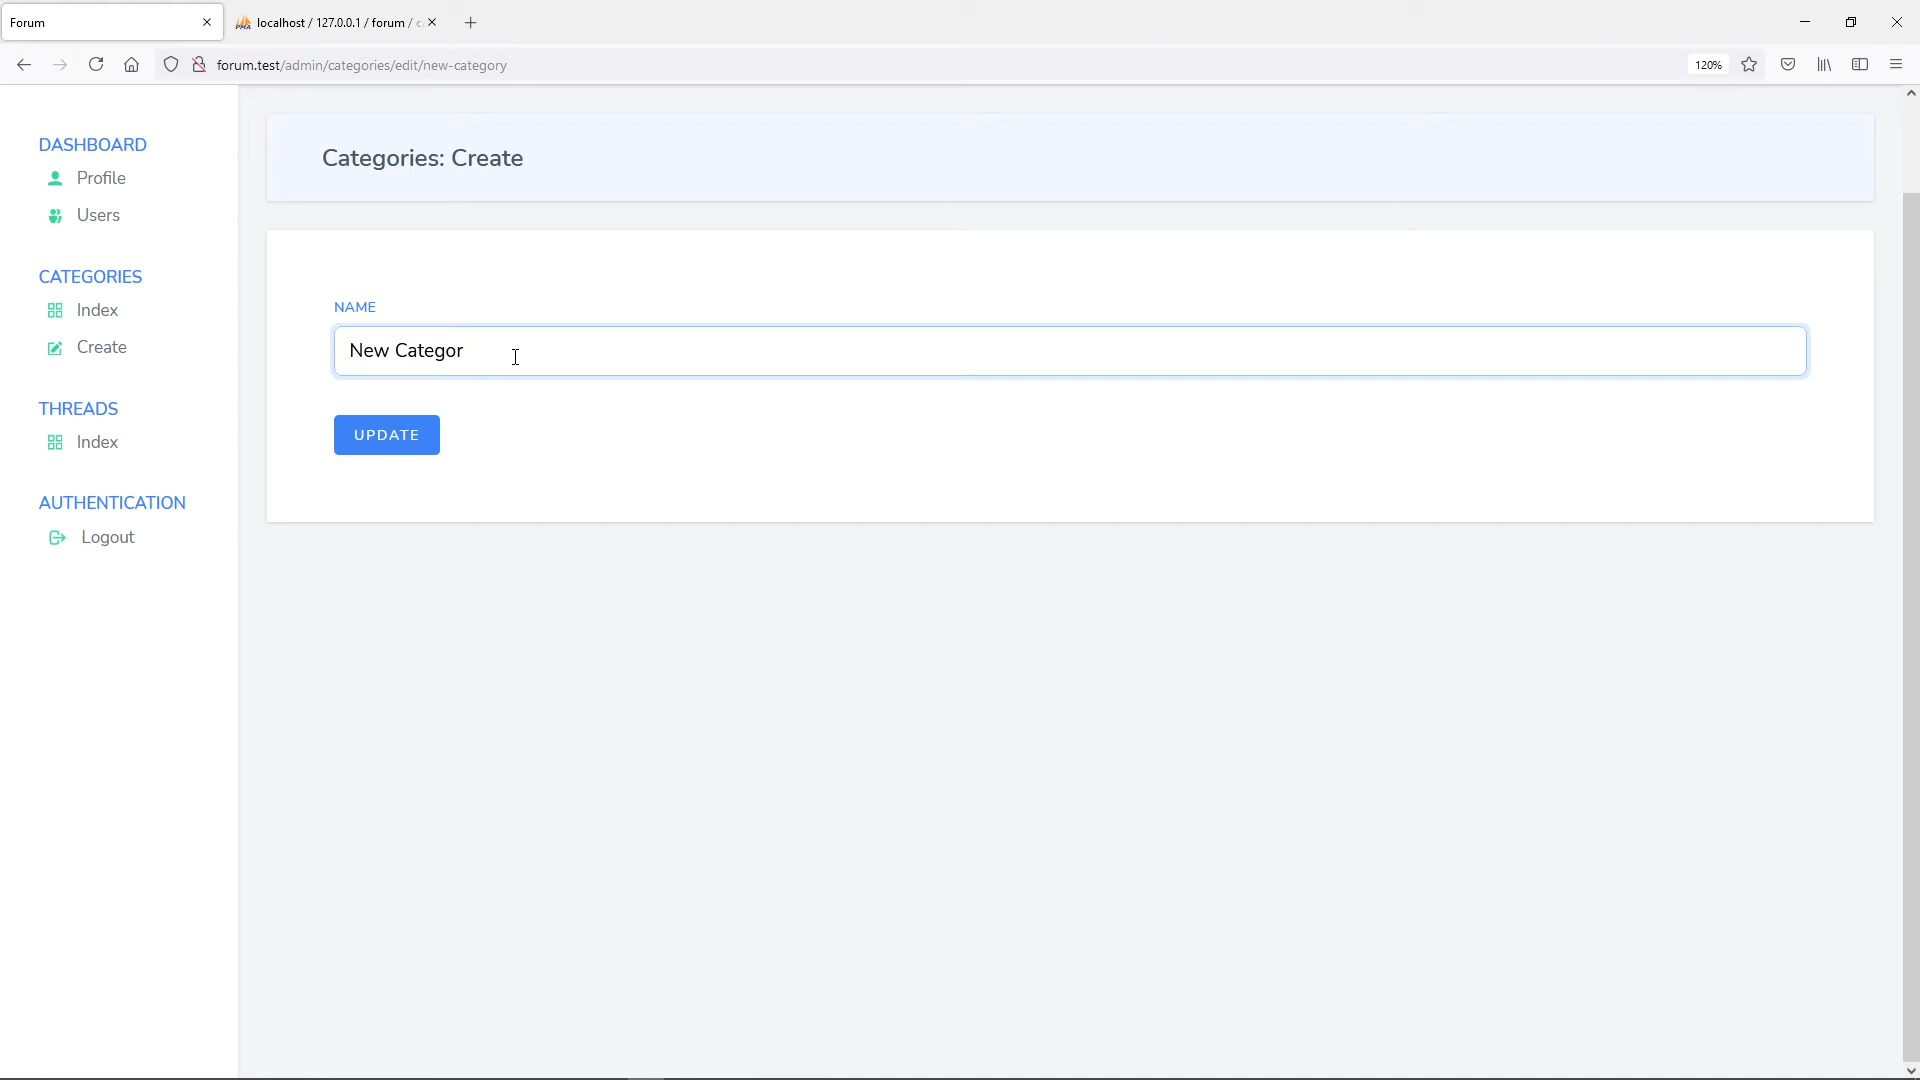 Forum
localhost / 127.0.0.1 / forum / c
forum.test/admin/categories/edit/new-category
120%
DASHBOARD
Profile
Users
CATEGORIES
Index
Create
THREADS
Index
AUTHENTICATION
Logout
Categories: Create
NAME
New Categor
UPDATE